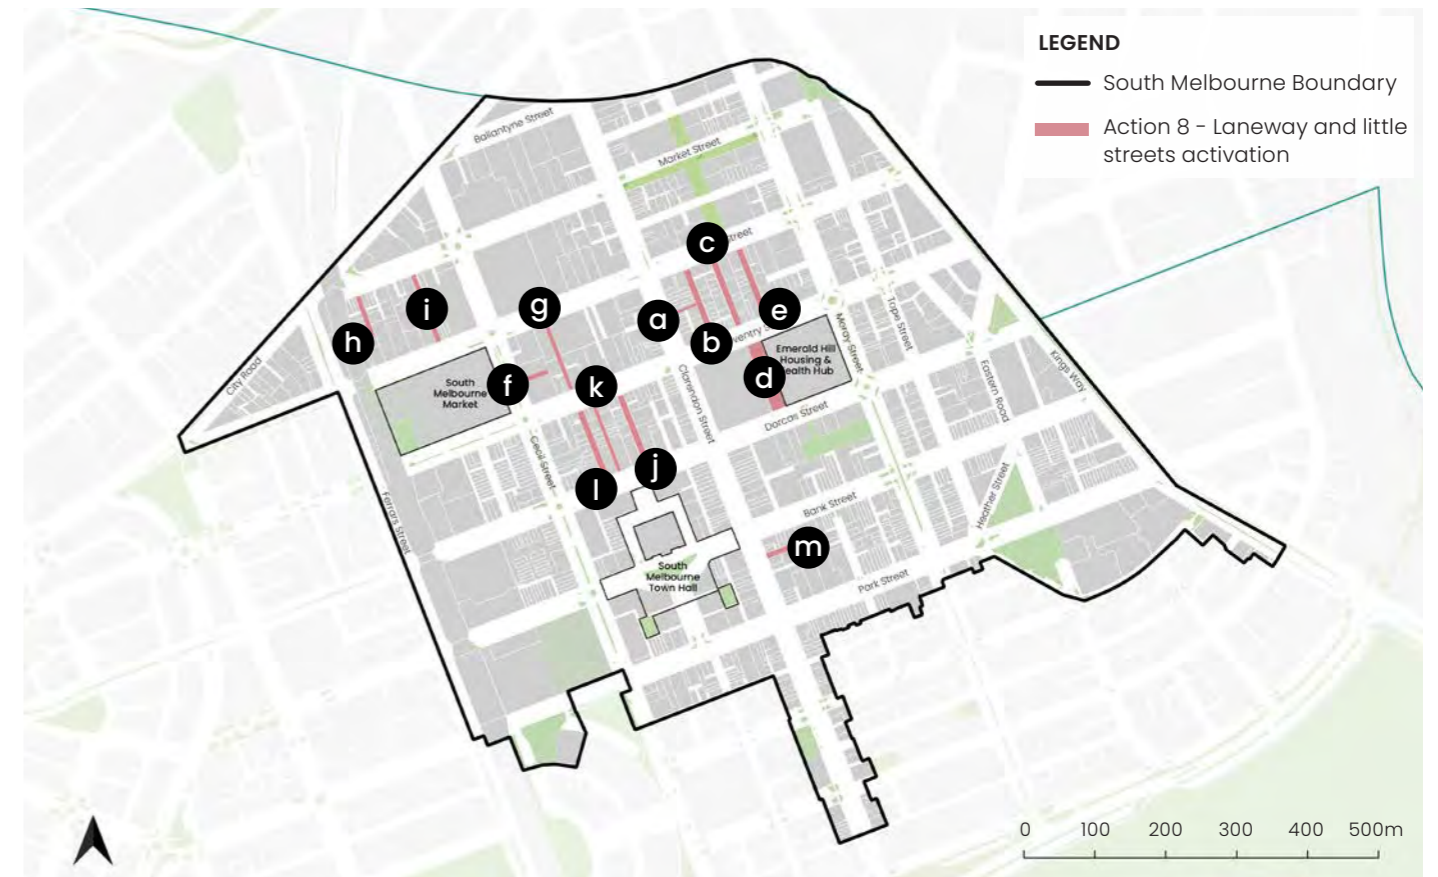 LEGEND
South Melbourne Boundary
Action 8 - Laneway and little
streets activation
Ballantyne Street
Market Street
Street
c
i
g
a
e
h
b
Emerald Hill
Housing &
Health Hub
d
Moray Street
Tope Street
Eastern Road
Kings Way
City Road
South
Melbourne
Market
f
k
Clarendon Street
Dorcas Street
Cecil Street
l
j
Ferrars Street
Bank Street
Heather Street
m
South
Melbourne
Town Hall
Park Street
0 100 200 300 400 500m